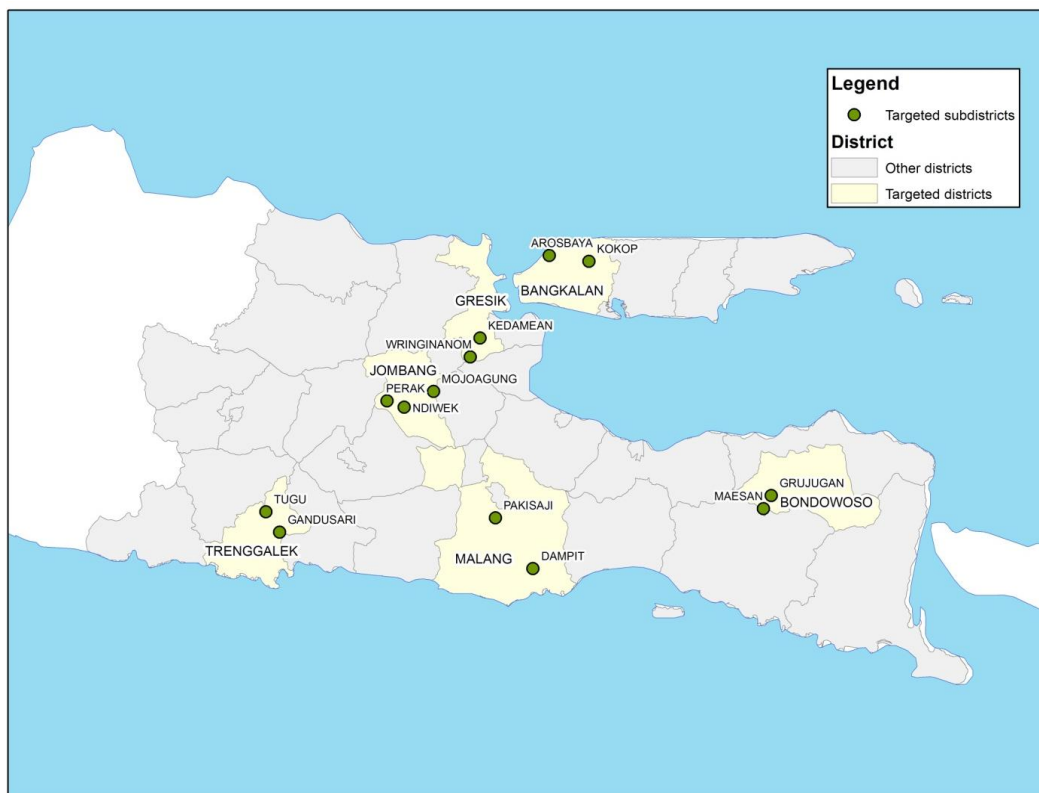 Legend
Targeted subdistricts
District
Other districts
Targeted districts
AROSBAYA
KOKOP
BANGKALAN
GRESIK
KEDAMEAN
WRINGINANOM
JOMBANG
MOJOAGUNG
PERAK
NDIWEK
GRUJUGAN
MAESAN
BONDOWOSO
TUGU
PAKISAJI
GANDUSARI
TRENGGALEK
MALANG
DAMPIT